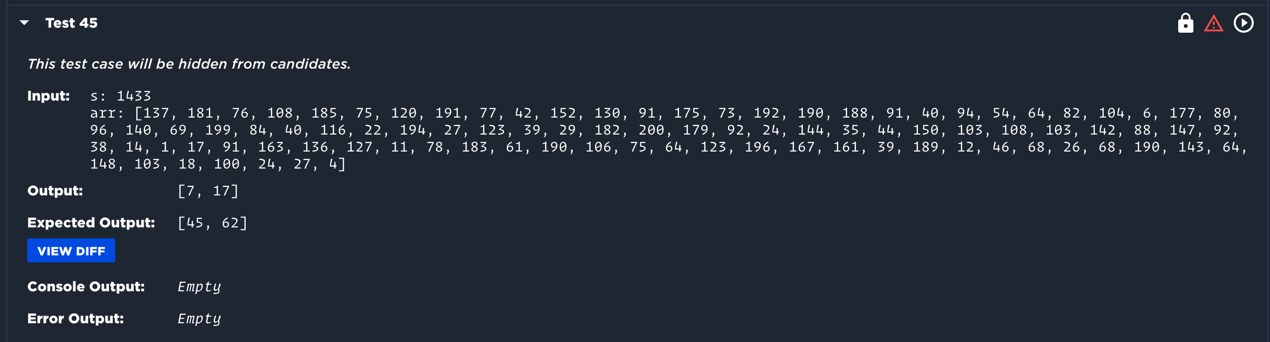 Test 45
This test case will be hidden from candidates.
Input: s: 1433
arr: [137, 181, 76, 108, 185, 75, 120, 191, 77, 42, 152, 130, 91, 175, 73, 192, 190, 188, 91, 40, 94, 54, 64, 82, 104, 6, 177, 80,
96, 140, 69, 199, 84, 40, 116, 22, 194, 27, 123, 39, 29, 182, 200, 179, 92, 24, 144, 35, 44, 150, 103, 108, 103, 142, 88, 147, 92,
38, 14, 1, 17, 91, 163, 136, 127, 11, 78, 183, 61, 190, 106, 75, 64, 123, 196, 167, 161, 39, 189, 12, 46, 68, 26, 68, 190, 143, 64,
148, 103, 18, 100, 24, 27, 4]
Output: [7, 17]
Expected Output: [45, 62]
VIEW DIFF
Console Output: Empty
Error Output: Empty